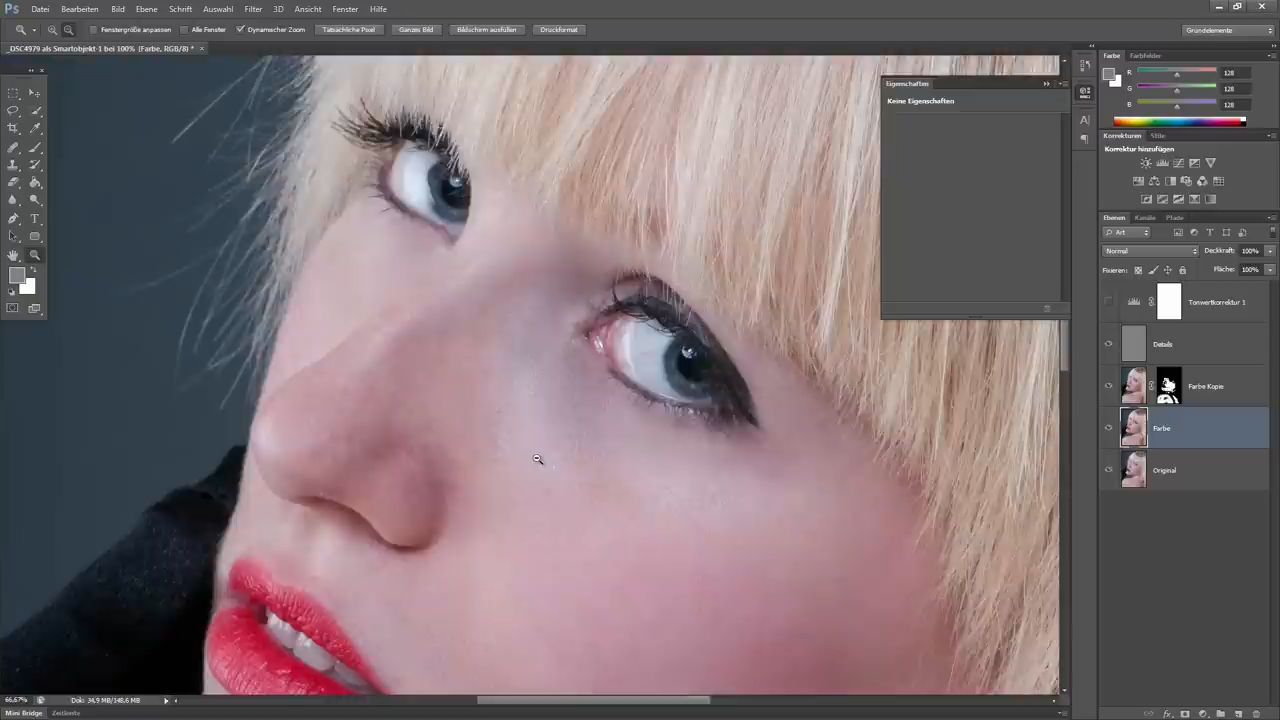 Ps Datei Bearbeiten Bild Ebene Schrift Auswahl Filter 3D Ansicht Fenster Hilfe
Fenstergröße anpassen Alle Fenster Dynamischer Zoom Tatsächliche Pixel Ganzes Bild Bildschirm ausfüllen Druckformat Grundelemente
_DSC4979 als Smartobjekt-1 bei 100% (Farbe, RGB/8) * ×
Farbe Farbfelder
R 128
G 128
B 128
Eigenschaften
Keine Eigenschaften
Korrekturen Stile
Korrektur hinzufügen
Ebenen Kanäle Pfade
Art
Normal Deckkraft: 100%
Fixieren: Fläche: 100%
Tonwertkorrektur 1
Details
Farbe Kopie
Farbe
Original
66,67% Dok: 34,9 MB/148,6 MB
Mini Bridge Zeitleiste